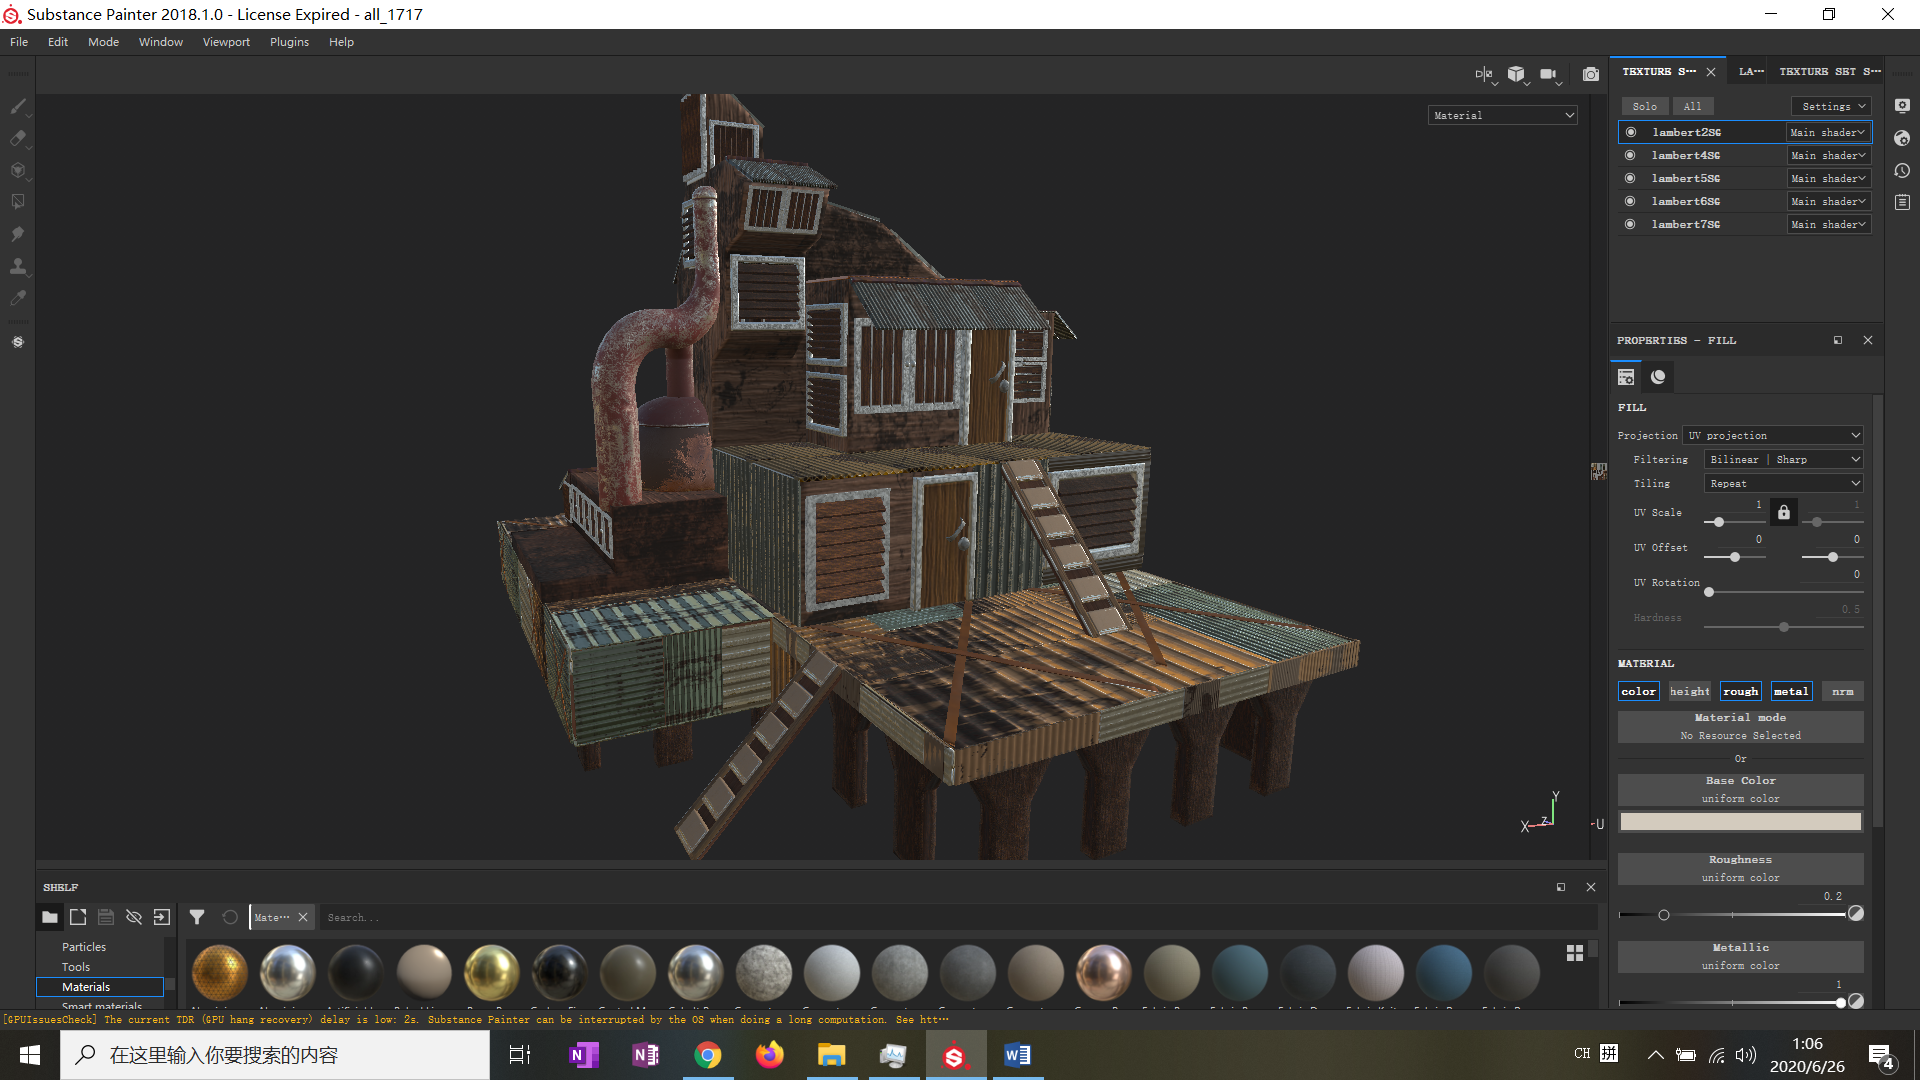 Substance Painter 2018.1.0 - License Expired - all_1717
File Edit Mode Window Viewport Plugins Help
TEXTURE S··· LA··· TEXTURE SET S···
Solo All Settings
Material
lambert2SG Main shader
lambert4SG Main shader
lambert5SG Main shader
lambert6SG Main shader
lambert7SG Main shader
PROPERTIES - FILL
FILL
Projection UV projection
Filtering Bilinear | Sharp
Tiling Repeat
UV Scale 1 1
UV Offset 0 0
UV Rotation 0
Hardness 0.5
MATERIAL
color height rough metal nrm
Material mode
No Resource Selected
Or
Base Color
uniform color
Roughness
uniform color
0.2
Metallic
uniform color
1
Y
X Z
U
SHELF
Mate··· Search...
Particles
Tools
Materials
Smart materials
[GPUIssuesCheck] The current TDR (GPU hang recovery) delay is low: 2s. Substance Painter can be interrupted by the OS when doing a long computation. See htt···
在这里输入你要搜索的内容
CH 拼
1:06
2020/6/26
4